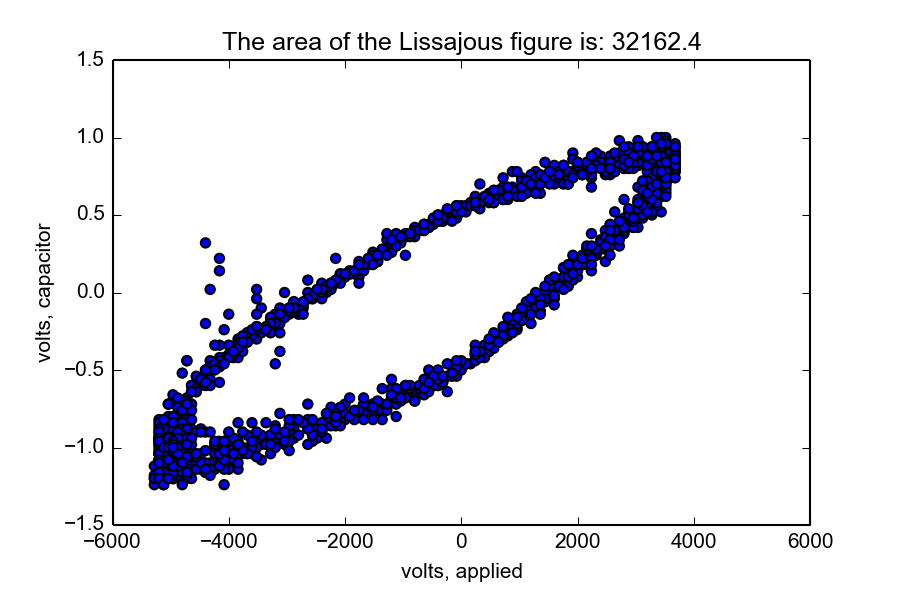 The area of the Lissajous figure is: 32162.4
1.5
1.0
0.5
0.0
−0.5
−1.0
−1.5
volts, capacitor
−6000 −4000 −2000 0 2000 4000 6000
volts, applied